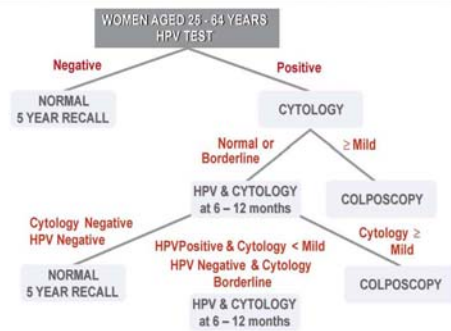 WOMEN AGED 25 - 64 YEARS
HPV TEST
Negative
Positive
NORMAL
5 YEAR RECALL
CYTOLOGY
Normal or
Borderline
≥ Mild
HPV & CYTOLOGY
at 6 – 12 months
COLPOSCOPY
Cytology Negative
HPV Negative
HPVPositive & Cytology < Mild
HPV Negative & Cytology
Borderline
Cytology ≥
Mild
NORMAL
5 YEAR RECALL
HPV & CYTOLOGY
at 6 – 12 months
COLPOSCOPY